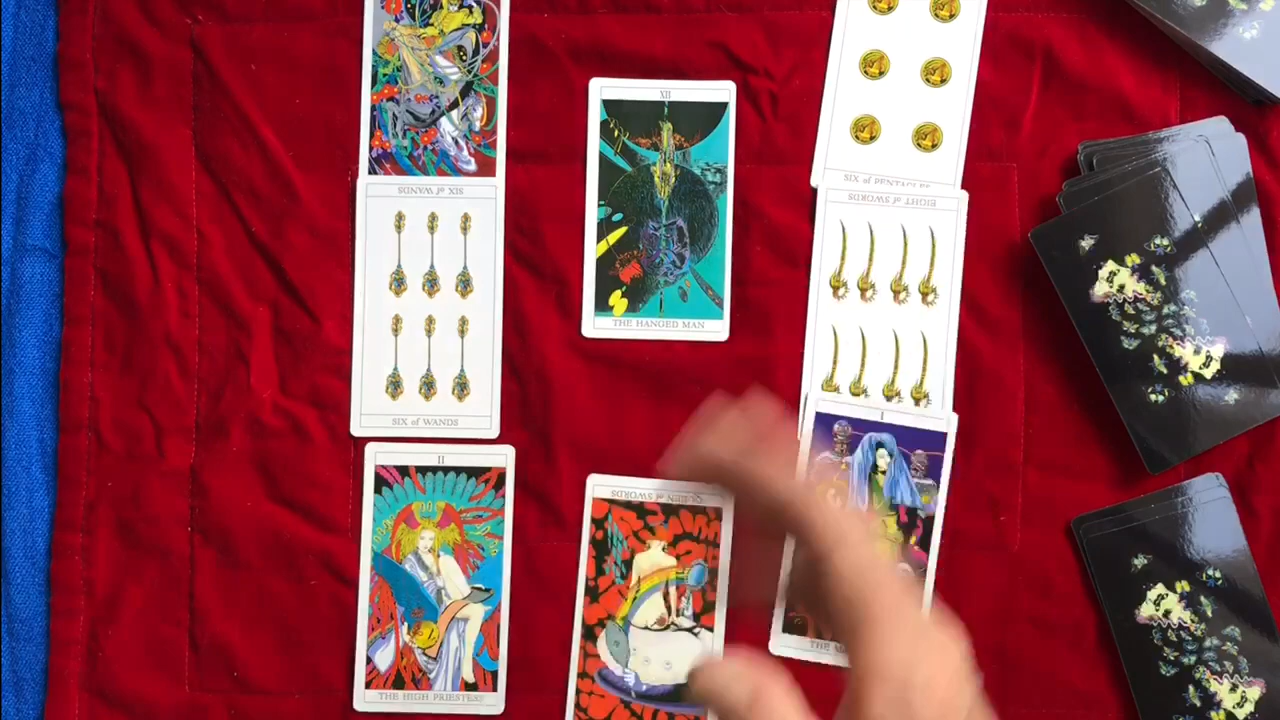 SIX of WANDS
SIX of WANDS
II
THE HIGH PRIESTESS
XII
THE HANGED MAN
QUEEN of SWORDS
SIX of PENTACLES
EIGHT of SWORDS
I
THE